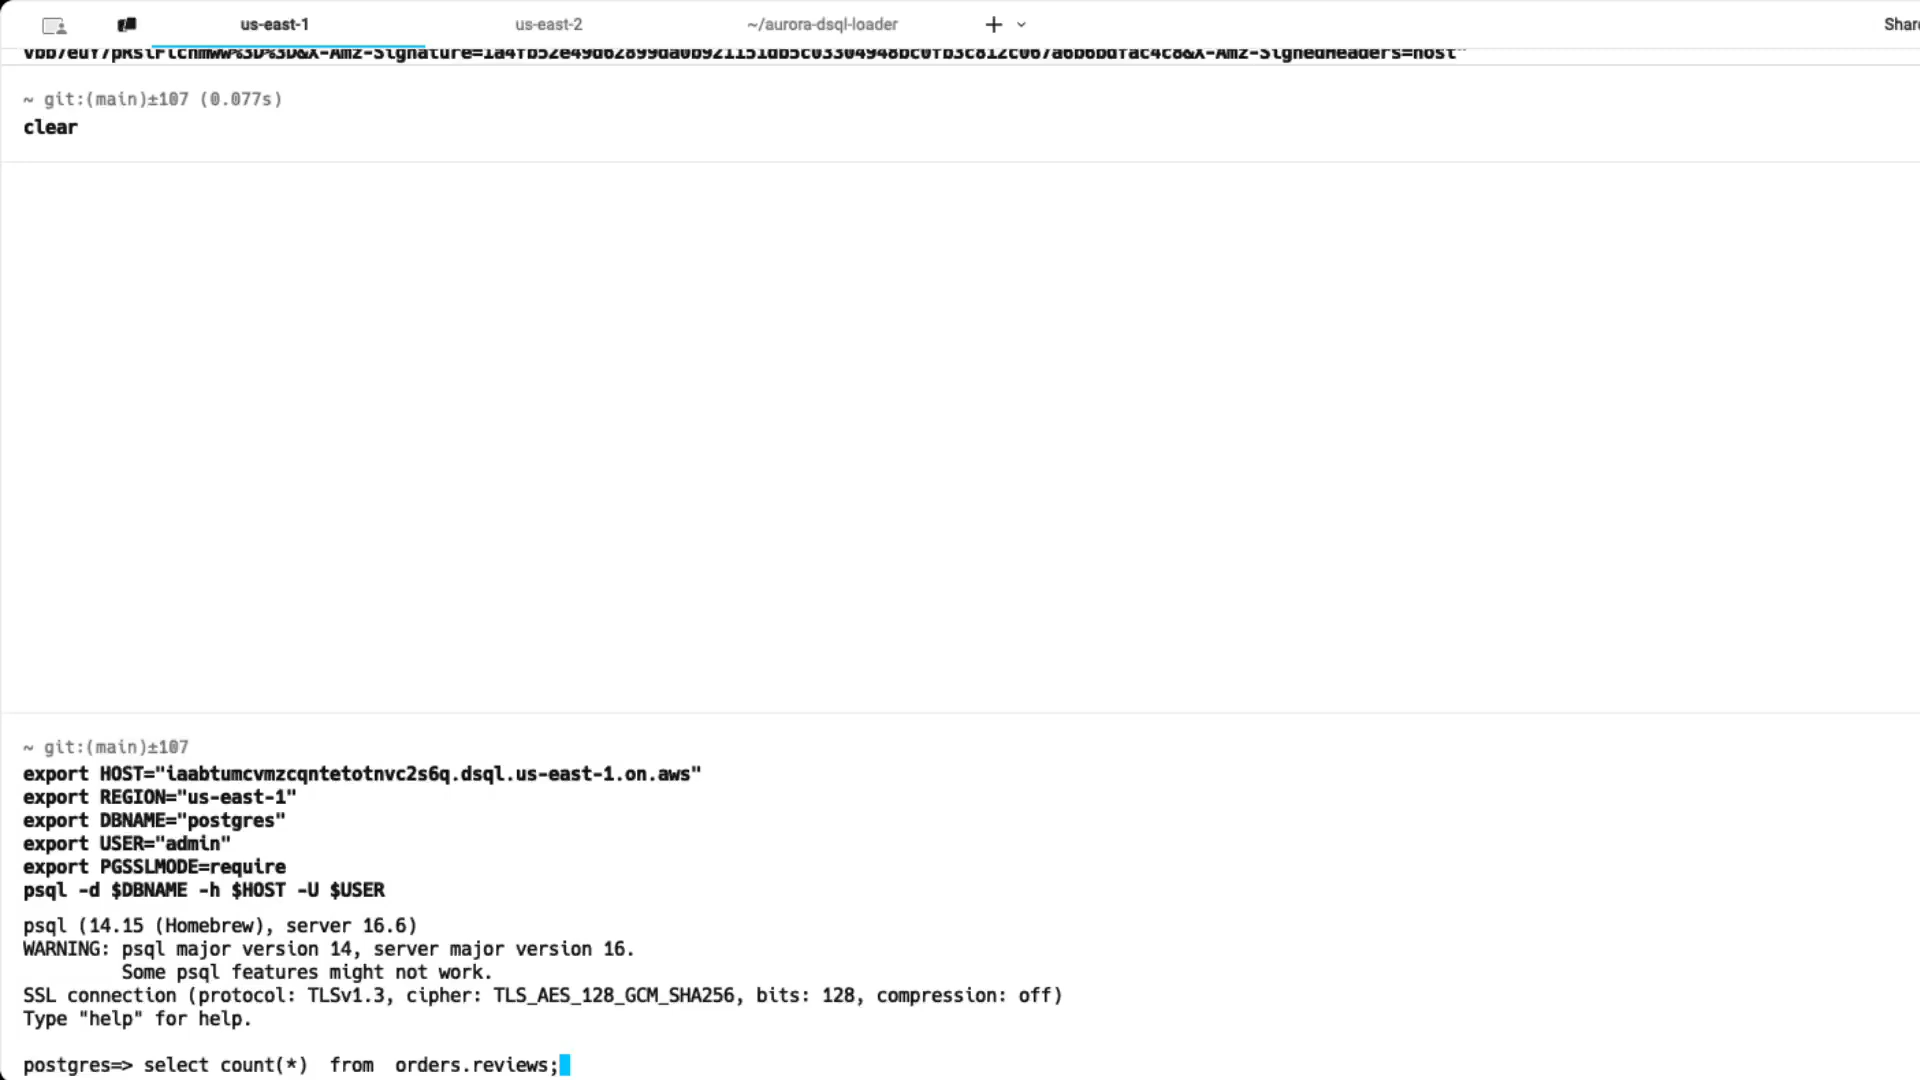 us-east-1 us-east-2 ~/aurora-dsql-loader + Share
~ git:(main)±107 (0.077s)
clear
~ git:(main)±107
export HOST="iaabtumcvmzcqntetotnvc2s6q.dsql.us-east-1.on.aws"
export REGION="us-east-1"
export DBNAME="postgres"
export USER="admin"
export PGSSLMODE=require
psql -d $DBNAME -h $HOST -U $USER
psql (14.15 (Homebrew), server 16.6)
WARNING: psql major version 14, server major version 16.
Some psql features might not work.
SSL connection (protocol: TLSv1.3, cipher: TLS_AES_128_GCM_SHA256, bits: 128, compression: off)
Type "help" for help.
postgres=> select count(*)  from  orders.reviews;